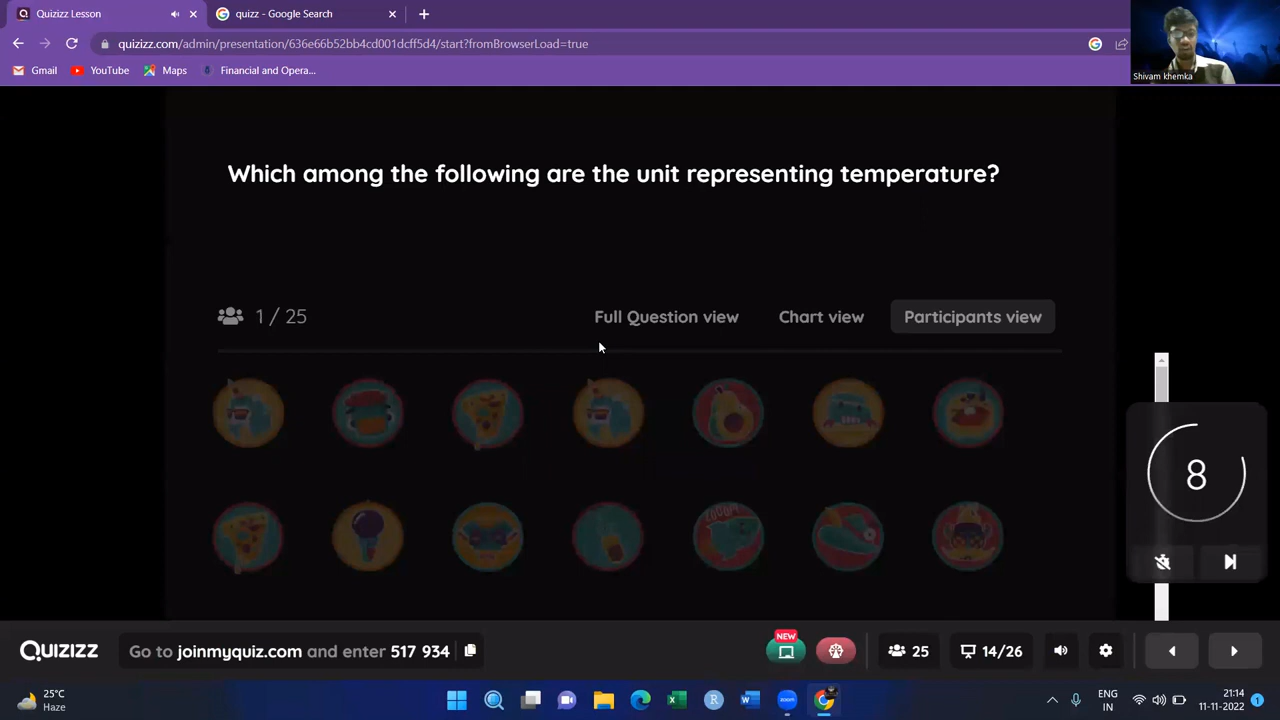 Quizizz Lesson
quizz - Google Search
quizizz.com/admin/presentation/636e66b52bb4cd001dcff5d4/start?fromBrowserLoad=true
Gmail
YouTube
Maps
Financial and Opera...
Shivam khemka
Which among the following are the unit representing temperature?
1 / 25
Full Question view
Chart view
Participants view
8
QUIZIZZ
Go to joinmyquiz.com and enter 517 934
NEW
25
14/26
25°C
Haze
ENG
IN
21:14
11-11-2022
1